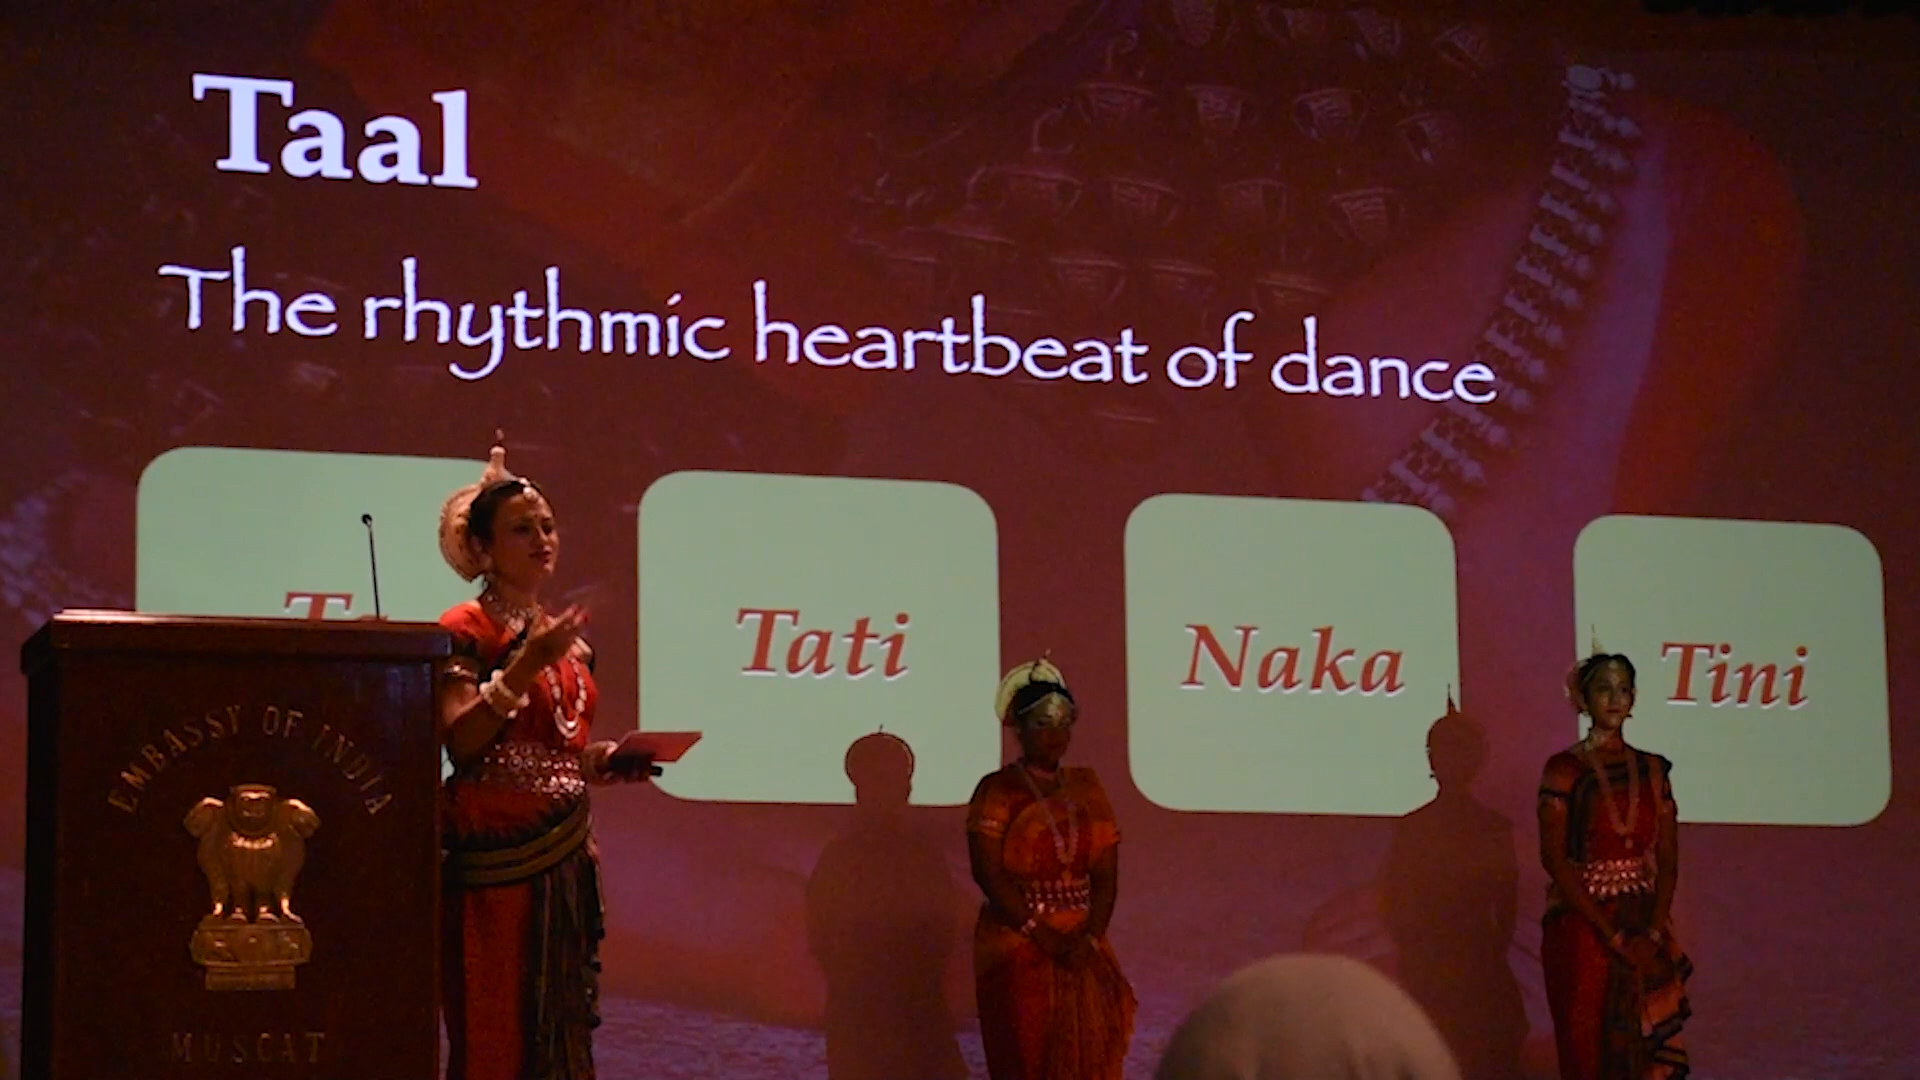 Taal
The rhythmic heartbeat of dance
Tati
Naka
Tini
EMBASSY OF INDIA
MUSCAT